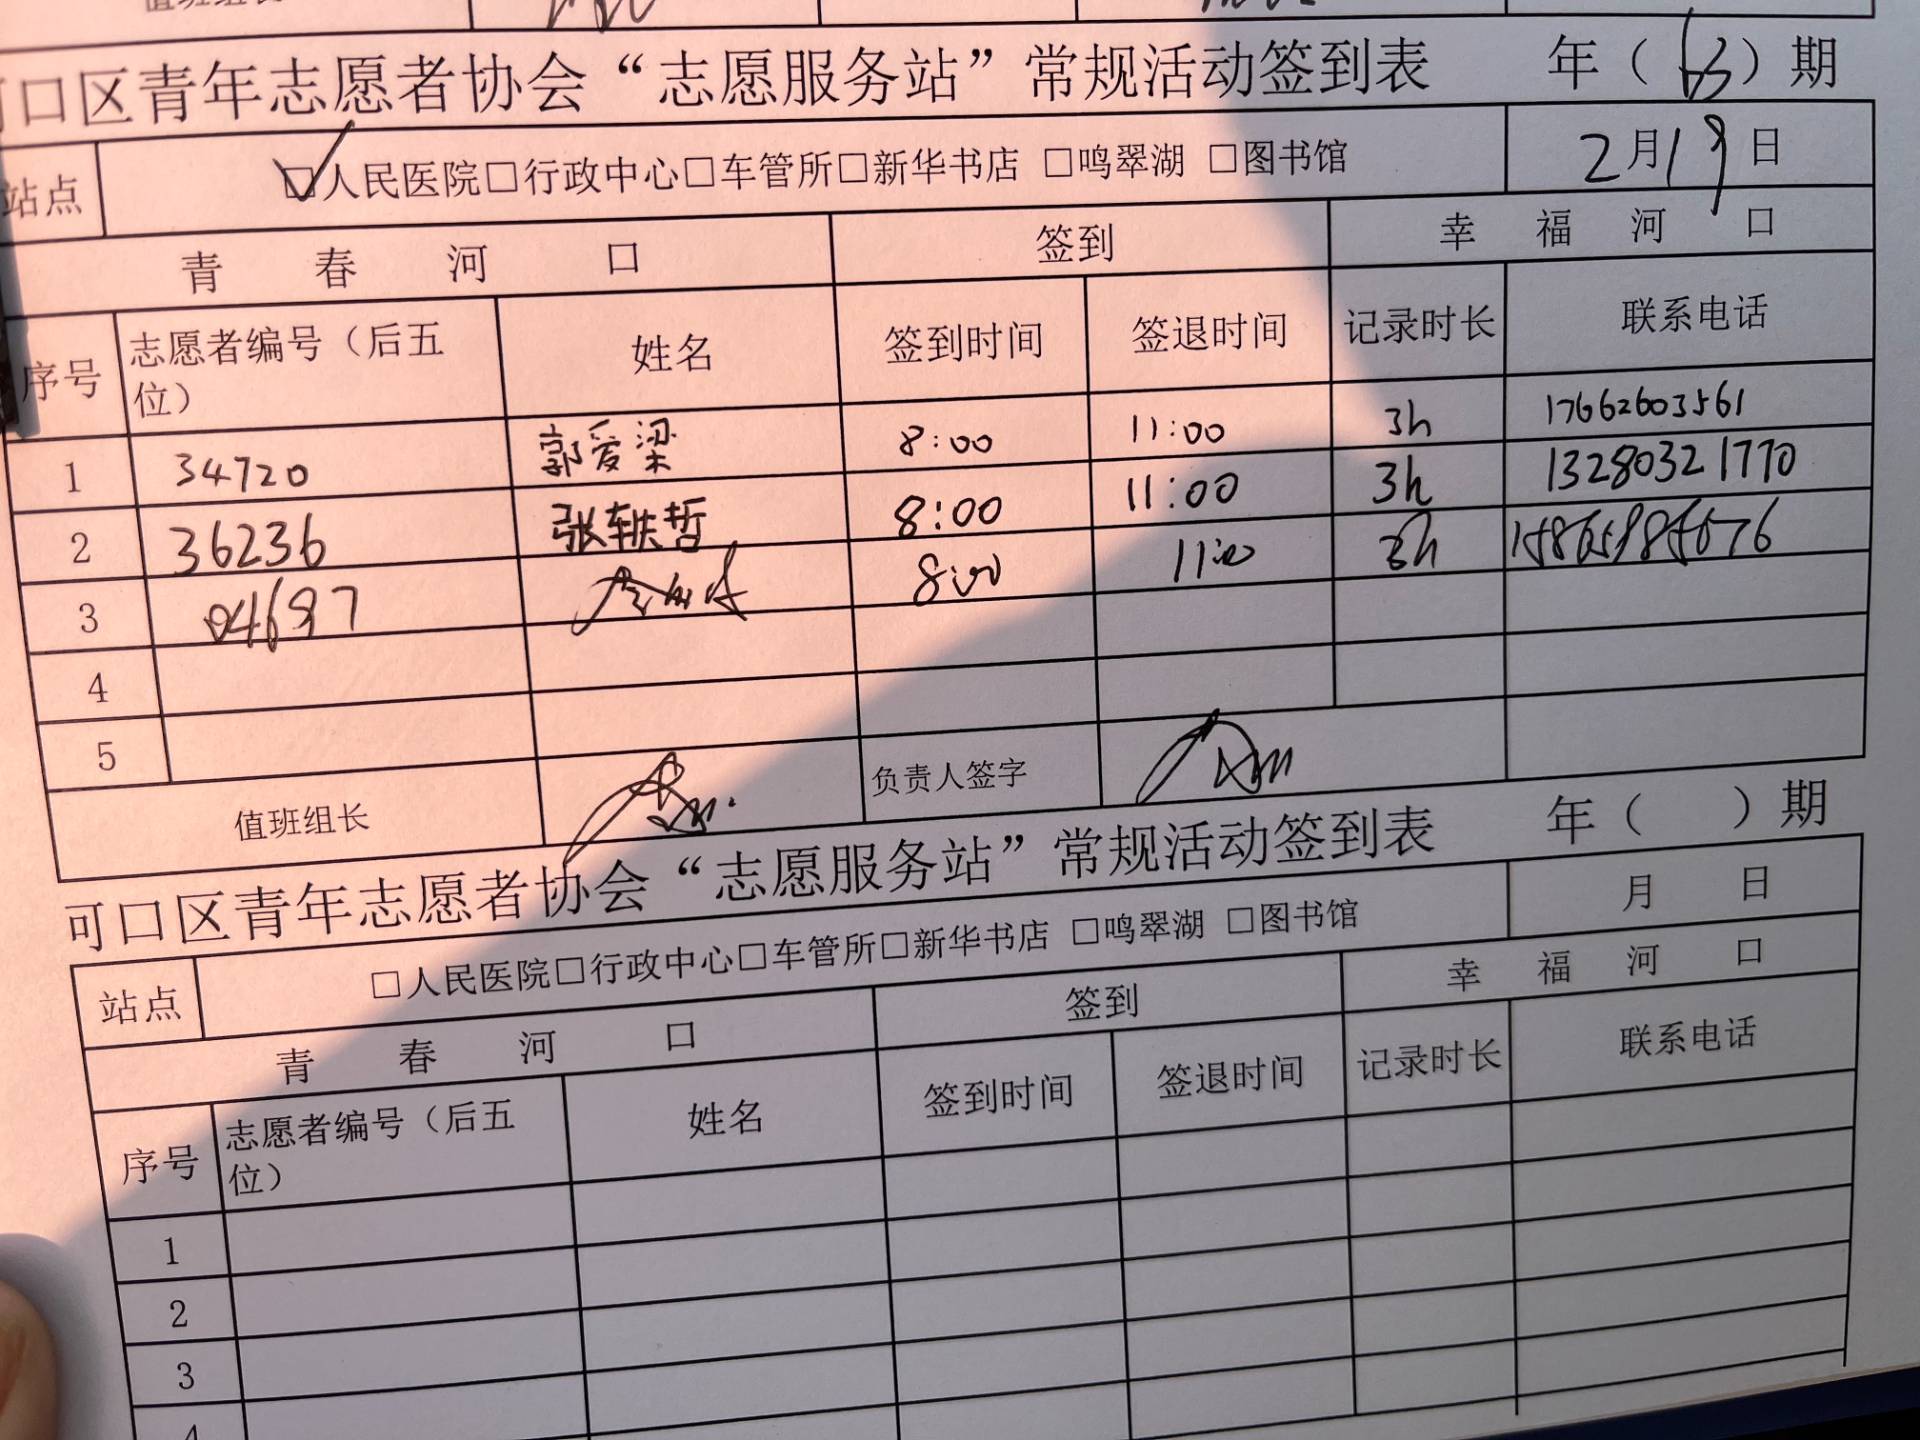 值班组长
可口区青年志愿者协会“志愿服务站”常规活动签到表 年（63）期
站点 ☑人民医院□行政中心□车管所□新华书店 □鸣翠湖 □图书馆 2月19日
青春河口 签到 幸福河口
序号 志愿者编号（后五位） 姓名 签到时间 签退时间 记录时长 联系电话
1 34720 郭爱梁 8:00 11:00 3h 17662603561
2 36236 张轶哲 8:00 11:00 3h 13280321770
3 04697 8:00 11:00 3h
4
5
值班组长 负责人签字
可口区青年志愿者协会“志愿服务站”常规活动签到表 年（ ）期
站点 □人民医院□行政中心□车管所□新华书店 □鸣翠湖 □图书馆 月 日
青春河口 签到 幸福河口
序号 志愿者编号（后五位） 姓名 签到时间 签退时间 记录时长 联系电话
1
2
3
4